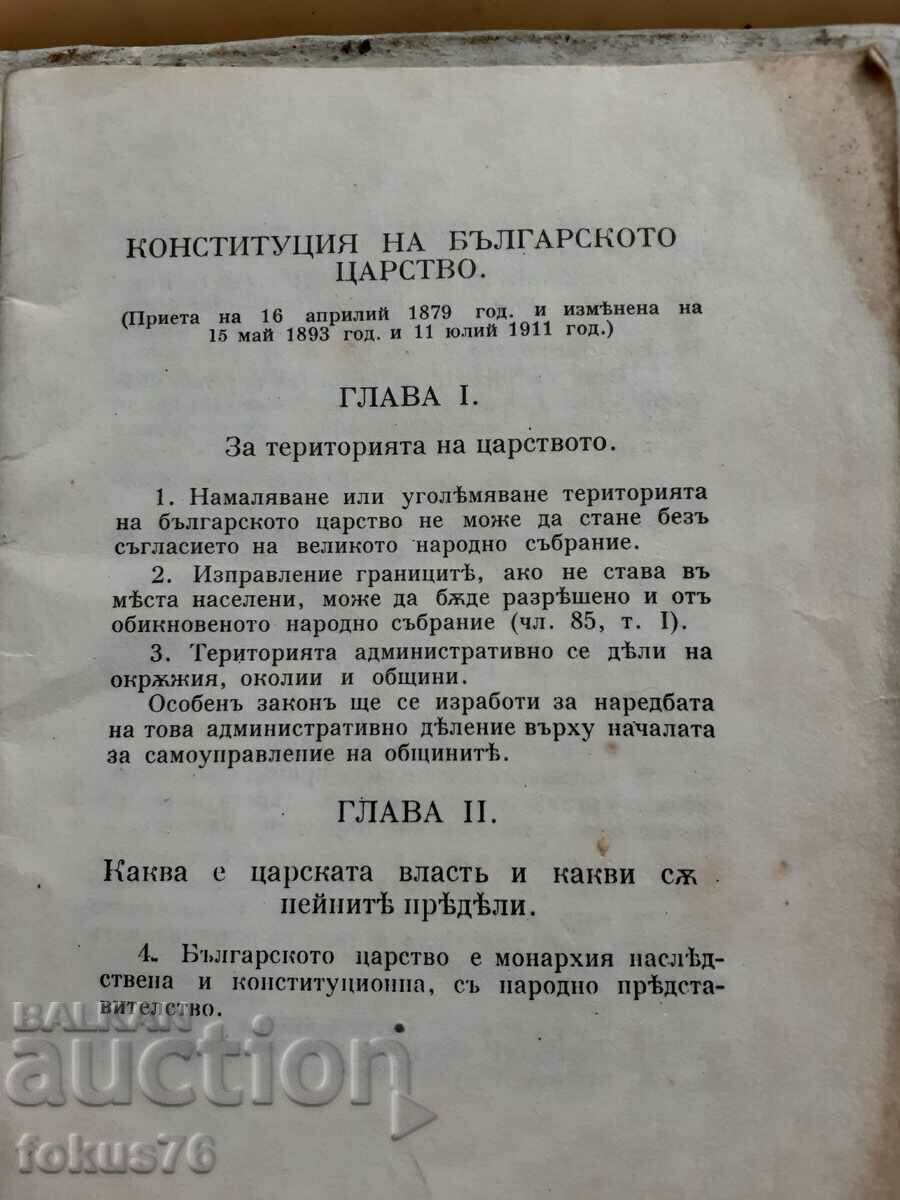 КОНСТИТУЦИЯ НА БЪЛГАРСКОТО
ЦАРСТВО.
(Приета на 16 априлий 1879 год. и измѣнена на
15 май 1893 год. и 11 юлий 1911 год.)
ГЛАВА I.
За територията на царството.
1. Намаляване или уголѣмяване територията
на българското царство не може да стане безъ
съгласието на великото народно събрание.
2. Изправление границитѣ, ако не става въ
мѣста населени, може да бѫде разрѣшено и отъ
обикновеното народно събрание (чл. 85, т. I).
3. Територията административно се дѣли на
окрѫжия, околии и общини.
Особенъ законъ ще се изработи за наредбата
на това административно дѣление върху началата
за самоуправление на общинитѣ.
ГЛАВА II.
Каква е царската власть и какви сѫ
нейнитѣ прѣдѣли.
4. Българското царство е монархия наслѣд-
ствена и конституционна, съ народно прѣдста-
вителство.
BALKAN
auction
fokus76